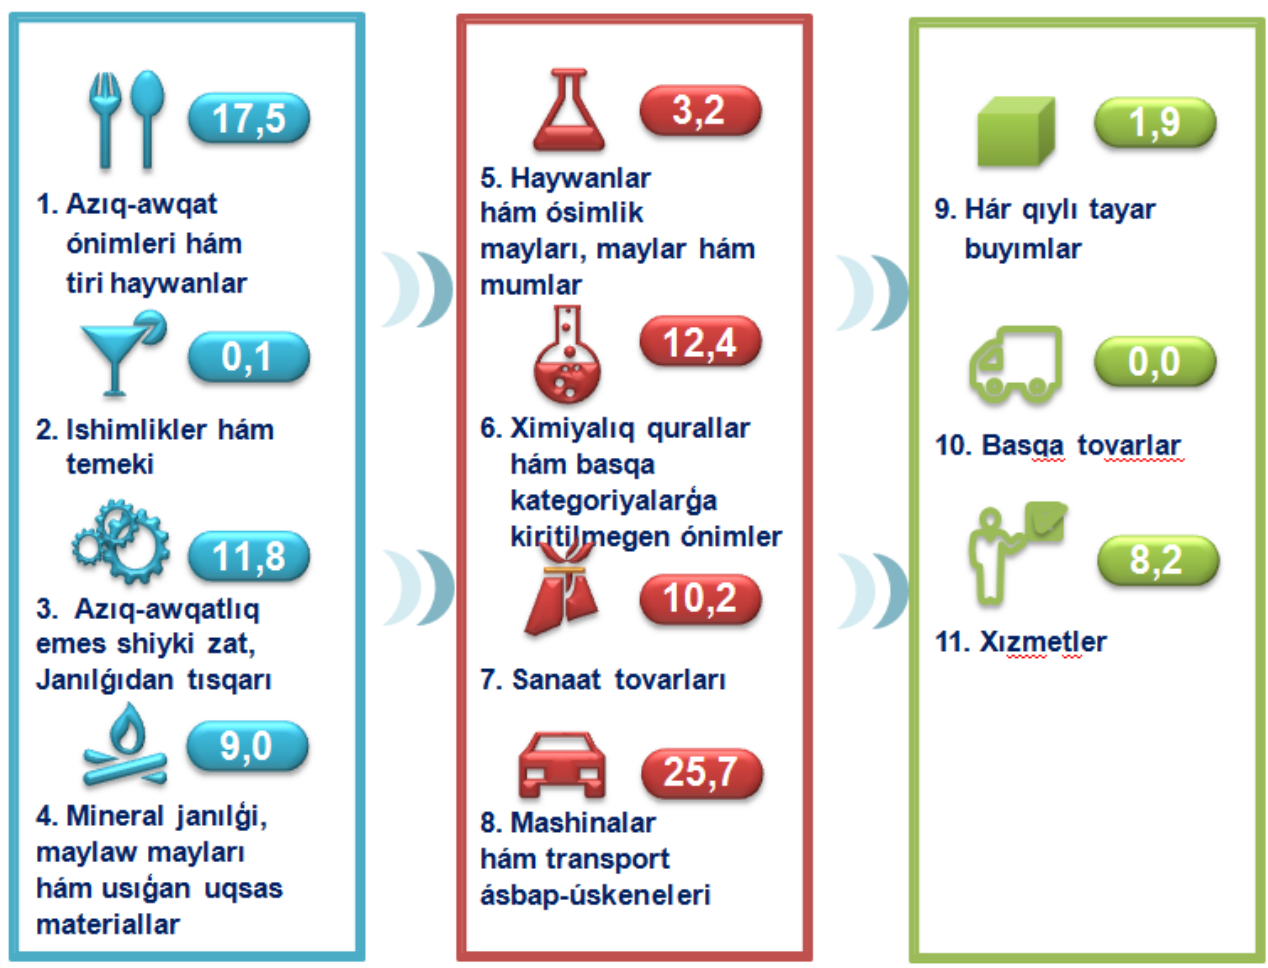 17,5
1. Azıq-awqat
ónimleri hám
tiri haywanlar
0,1
2. Ishimlikler hám
temeki
11,8
3. Azıq-awqatlıq
emes shiyki zat,
Janılǵıdan tısqarı
9,0
4. Mineral janılǵi,
maylaw mayları
hám usıǵan uqsas
materiallar
3,2
5. Haywanlar
hám ósimlik
mayları, maylar hám
mumlar
12,4
6. Ximiyalıq qurallar
hám basqa
kategoriyalarǵa
kiritilmegen ónimler
10,2
7. Sanaat tovarları
25,7
8. Mashinalar
hám transport
ásbap-úskeneleri
1,9
9. Hár qıylı tayar
buyımlar
0,0
10. Basqa tovarlar
8,2
11. Xızmetler